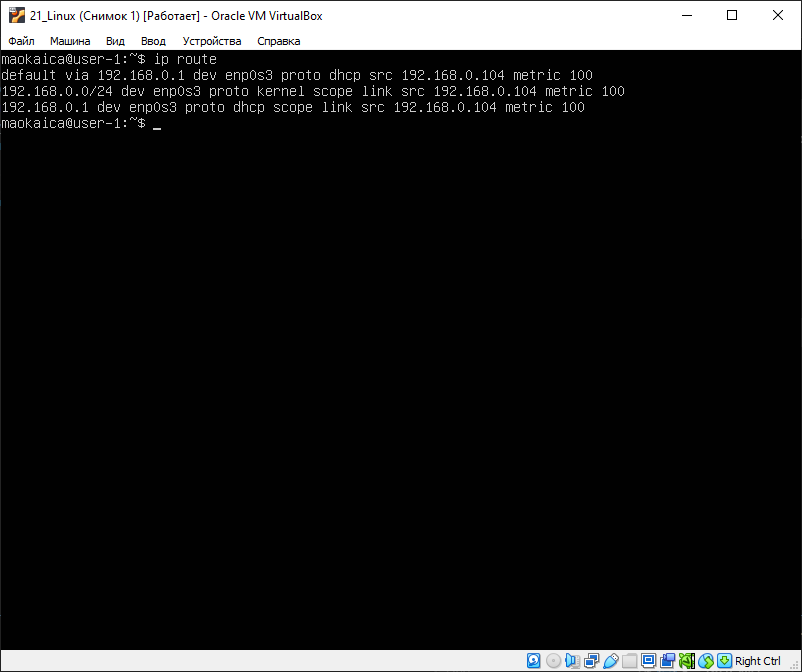 21_Linux (Снимок 1) [Работает] - Oracle VM VirtualBox
Файл Машина Вид Ввод Устройства Справка
maokaica@user-1:~$ ip route
default via 192.168.0.1 dev enp0s3 proto dhcp src 192.168.0.104 metric 100
192.168.0.0/24 dev enp0s3 proto kernel scope link src 192.168.0.104 metric 100
192.168.0.1 dev enp0s3 proto dhcp scope link src 192.168.0.104 metric 100
maokaica@user-1:~$ _
Right Ctrl